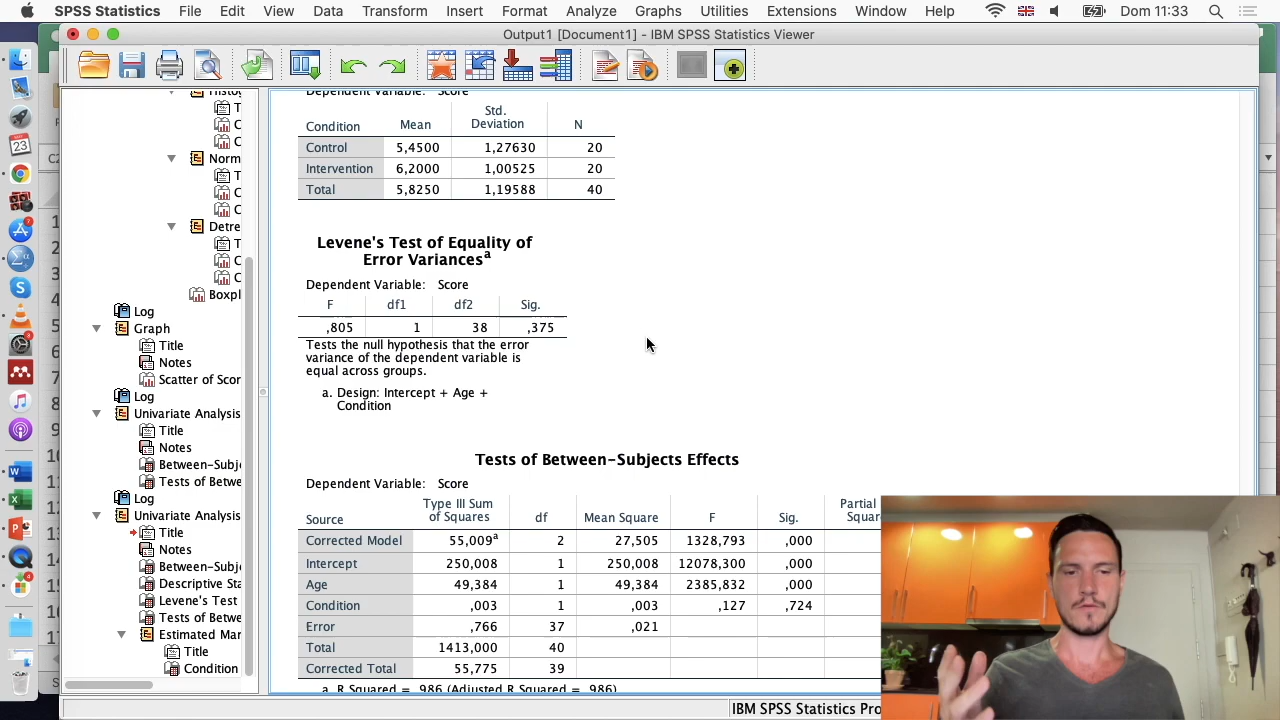 SPSS Statistics File Edit View Data Transform Insert Format Analyze Graphs Utilities Extensions Window Help Dom 11:33
Output1 [Document1] - IBM SPSS Statistics Viewer
Dependent Variable: Score
Condition Mean Std. Deviation N
Control 5,4500 1,27630 20
Intervention 6,2000 1,00525 20
Total 5,8250 1,19588 40
Levene's Test of Equality of
Error Variancesa
Dependent Variable: Score
F df1 df2 Sig.
,805 1 38 ,375
Tests the null hypothesis that the error
variance of the dependent variable is
equal across groups.
a. Design: Intercept + Age +
Condition
Tests of Between-Subjects Effects
Dependent Variable: Score
Source Type III Sum of Squares df Mean Square F Sig. Partial
Corrected Model 55,009a 2 27,505 1328,793 ,000
Intercept 250,008 1 250,008 12078,300 ,000
Age 49,384 1 49,384 2385,832 ,000
Condition ,003 1 ,003 ,127 ,724
Error ,766 37 ,021
Total 1413,000 40
Corrected Total 55,775 39
a. R Squared = ,986 (Adjusted R Squared = ,986)
Norm
Detre
Boxpl
Log
Graph
Title
Notes
Scatter of Scor
Log
Univariate Analysis
Title
Notes
Between-Subje
Tests of Betwe
Log
Univariate Analysis
Title
Notes
Between-Subje
Descriptive Sta
Levene's Test
Tests of Betwe
Estimated Mar
Title
Condition
IBM SPSS Statistics Pro